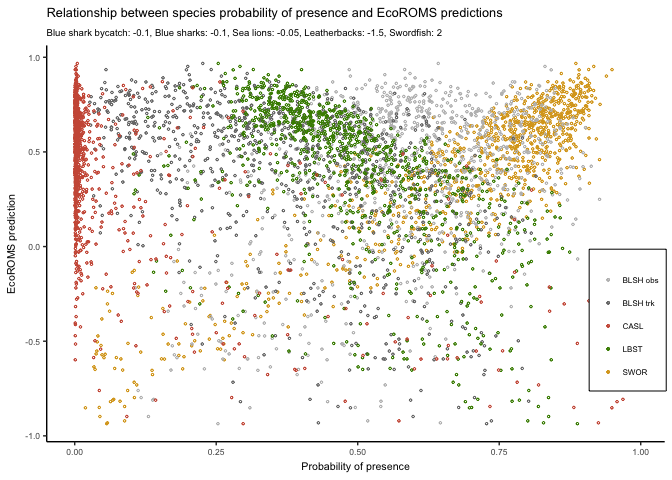 Relationship between species probability of presence and EcoROMS predictions
Blue shark bycatch: -0.1, Blue sharks: -0.1, Sea lions: -0.05, Leatherbacks: -1.5, Swordfish: 2
EcoROMS prediction
1.0
0.5
0.0
-0.5
-1.0
BLSH obs
BLSH trk
CASL
LBST
SWOR
0.00
0.25
0.50
0.75
1.00
Probability of presence